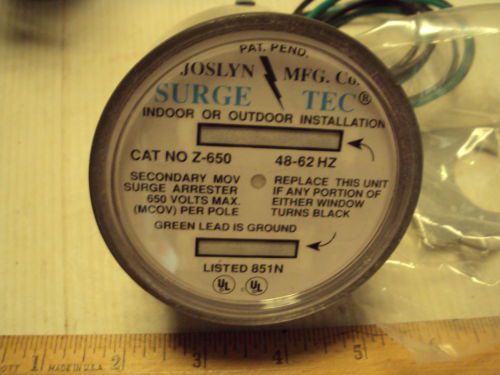 PAT. PEND.
JOSLYN MFG. Co.
SURGE TEC®
INDOOR OR OUTDOOR INSTALLATION
CAT NO Z-650 48-62 HZ
SECONDARY MOV
SURGE ARRESTER
650 VOLTS MAX.
(MCOV) PER POLE
REPLACE THIS UNIT
IF ANY PORTION OF
EITHER WINDOW
TURNS BLACK
GREEN LEAD IS GROUND
LISTED 851N
UL UL
1 2 3 4 5
MADE IN U.S.A.